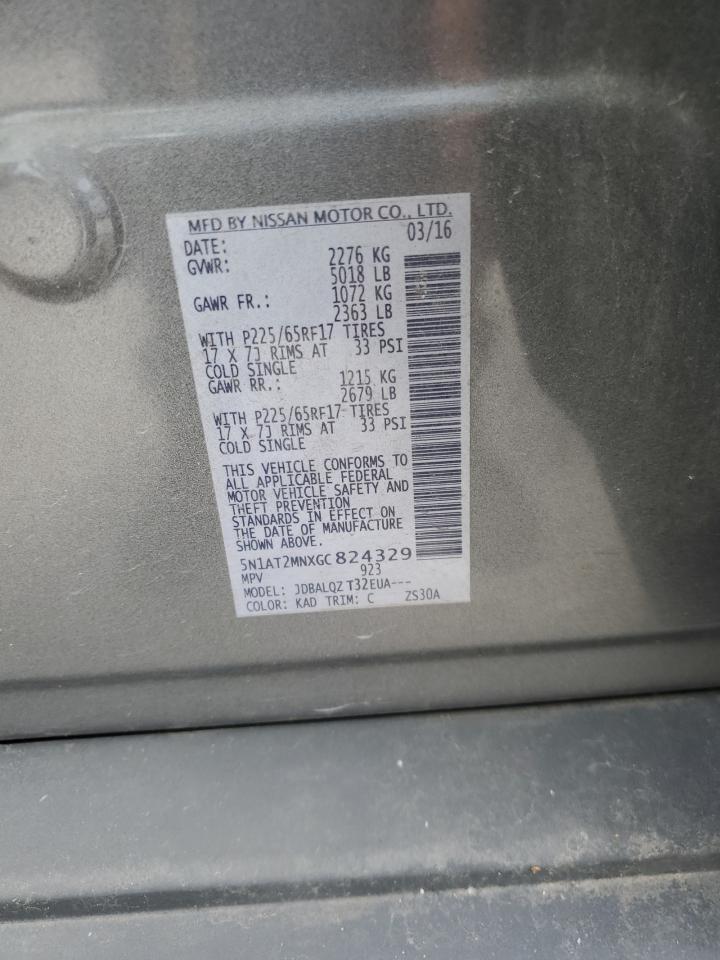 MFD BY NISSAN MOTOR CO., LTD.
DATE: 03/16
GVWR: 2276 KG
5018 LB
GAWR FR.: 1072 KG
2363 LB
WITH P225/65RF17 TIRES
17 X 7J RIMS AT 33 PSI
COLD SINGLE
GAWR RR.: 1215 KG
2679 LB
WITH P225/65RF17 TIRES
17 X 7J RIMS AT 33 PSI
COLD SINGLE
THIS VEHICLE CONFORMS TO
ALL APPLICABLE FEDERAL
MOTOR VEHICLE SAFETY AND
THEFT PREVENTION
STANDARDS IN EFFECT ON
THE DATE OF MANUFACTURE
SHOWN ABOVE.
5N1AT2MNXGC824329
MPV 923
MODEL: JDBALQZ T32EUA---
COLOR: KAD TRIM: C ZS30A